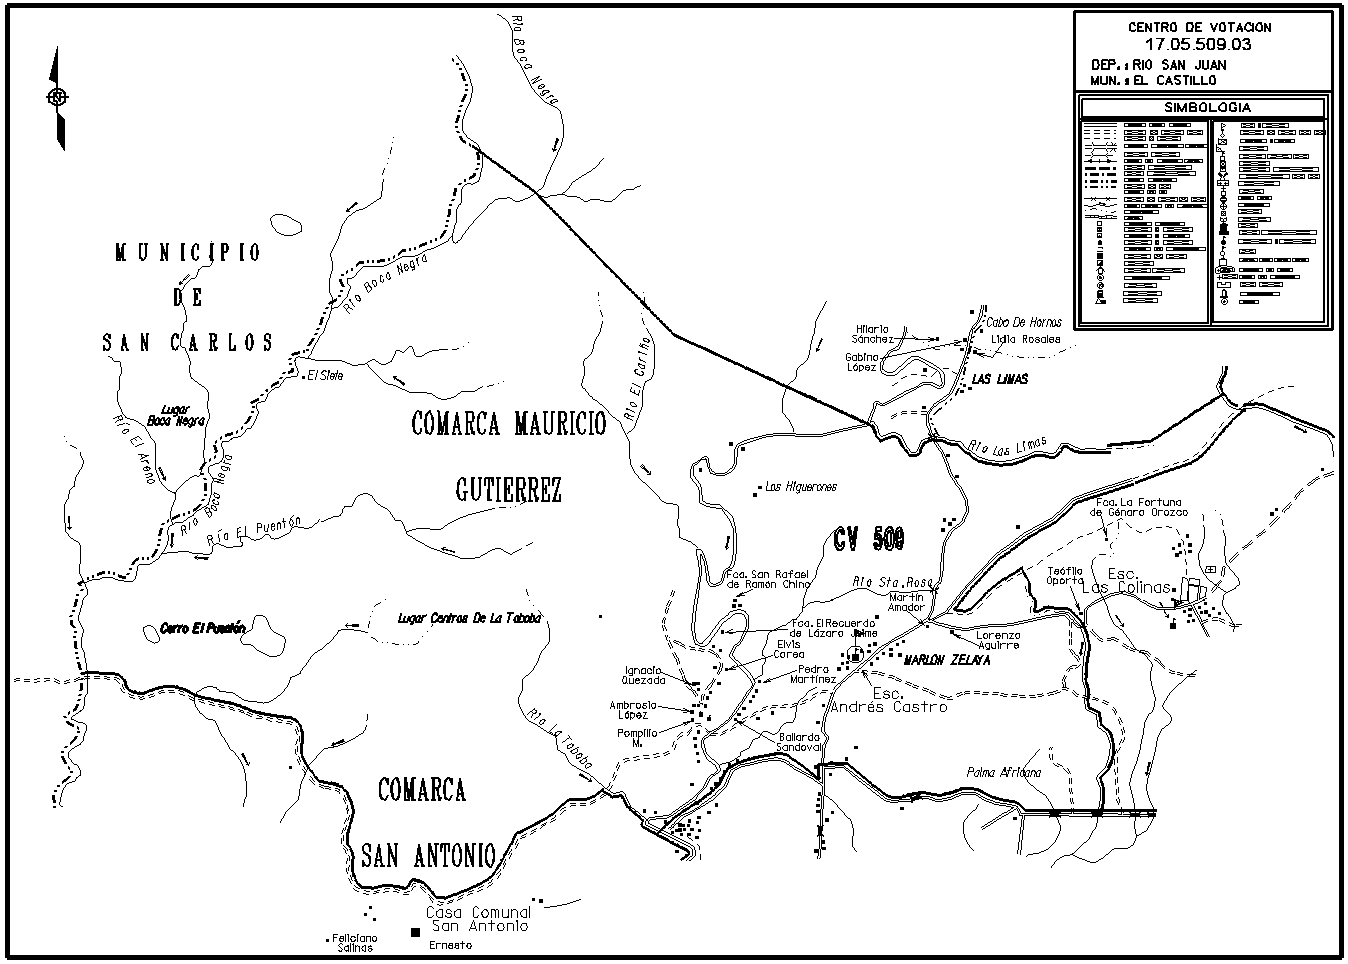 CENTRO DE VOTACION
17.05.509.03
DEP.: RIO SAN JUAN
MUN.: EL CASTILLO
SIMBOLOGIA
Río Boca Negra
MUNICIPIO
DE
SAN CARLOS
Río Boca Negra
El Siete
Lugar
Boca Negra
Río El Areno
Río Boca Negra
Río El Puentón
COMARCA MAURICIO
GUTIERREZ
Río El Cariño
Hilario
Sánchez
Gabino
López
Cabo De Hornos
Lidia Rosales
LAS LIMAS
Río Las Limas
Los Higuerones
CV 509
Fca. La Fortuna
de Génaro Orozco
Fca. San Rafael
de Ramón Chino
Río Sta. Rosa
Martín
Amador
Teófilo
Oporta
Esc.
Las Colinas
Lugar Centros De La Taboba
Cerro El Puentón
Fca. El Recuerdo
de Lázaro Jaime
Elvis
Corea
Lorenzo
Aguirre
MARLON ZELAYA
Ignacio
Quezada
Pedro
Martínez
Esc.
Andrés Castro
Ambrosio
López
Pompilio
M.
Ballardo
Sandoval
Río La Taboba
Palma Africana
COMARCA
SAN ANTONIO
Casa Comunal
San Antonio
Feliciano
Salinas
Ernesto